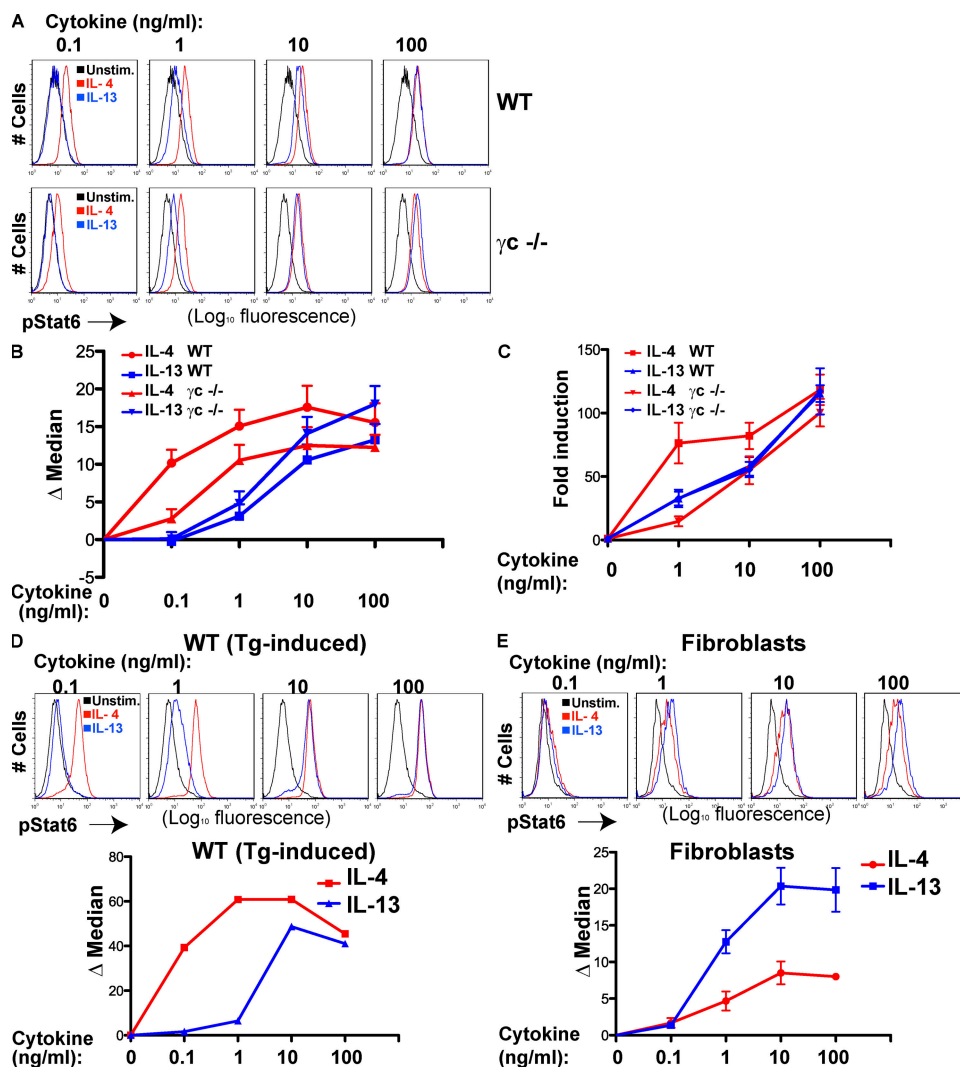 A Cytokine (ng/ml):
0.1 1 10 100
# Cells
Unstim.
IL- 4
IL-13
WT
# Cells
Unstim.
IL- 4
IL-13
γc -/-
pStat6 (Log₁₀ fluorescence)
B
IL-4 WT
IL-13 WT
IL-4 γc -/-
IL-13 γc -/-
Δ Median
25
20
15
10
5
0
-5
Cytokine
(ng/ml):
0 0.1 1 10 100
C
IL-4 WT
IL-13 WT
IL-4 γc -/-
IL-13 γc -/-
Fold induction
150
100
50
0
Cytokine
(ng/ml):
0 1 10 100
D WT (Tg-induced)
Cytokine (ng/ml):
0.1 1 10 100
# Cells
Unstim.
IL- 4
IL-13
pStat6 (Log₁₀ fluorescence)
WT (Tg-induced)
IL-4
IL-13
Δ Median
80
60
40
20
0
Cytokine
(ng/ml):
0 0.1 1 10 100
E Fibroblasts
Cytokine (ng/ml):
0.1 1 10 100
# Cells
Unstim.
IL- 4
IL-13
pStat6 (Log₁₀ fluorescence)
Fibroblasts
IL-4
IL-13
Δ Median
25
20
15
10
5
0
Cytokine
(ng/ml):
0 0.1 1 10 100